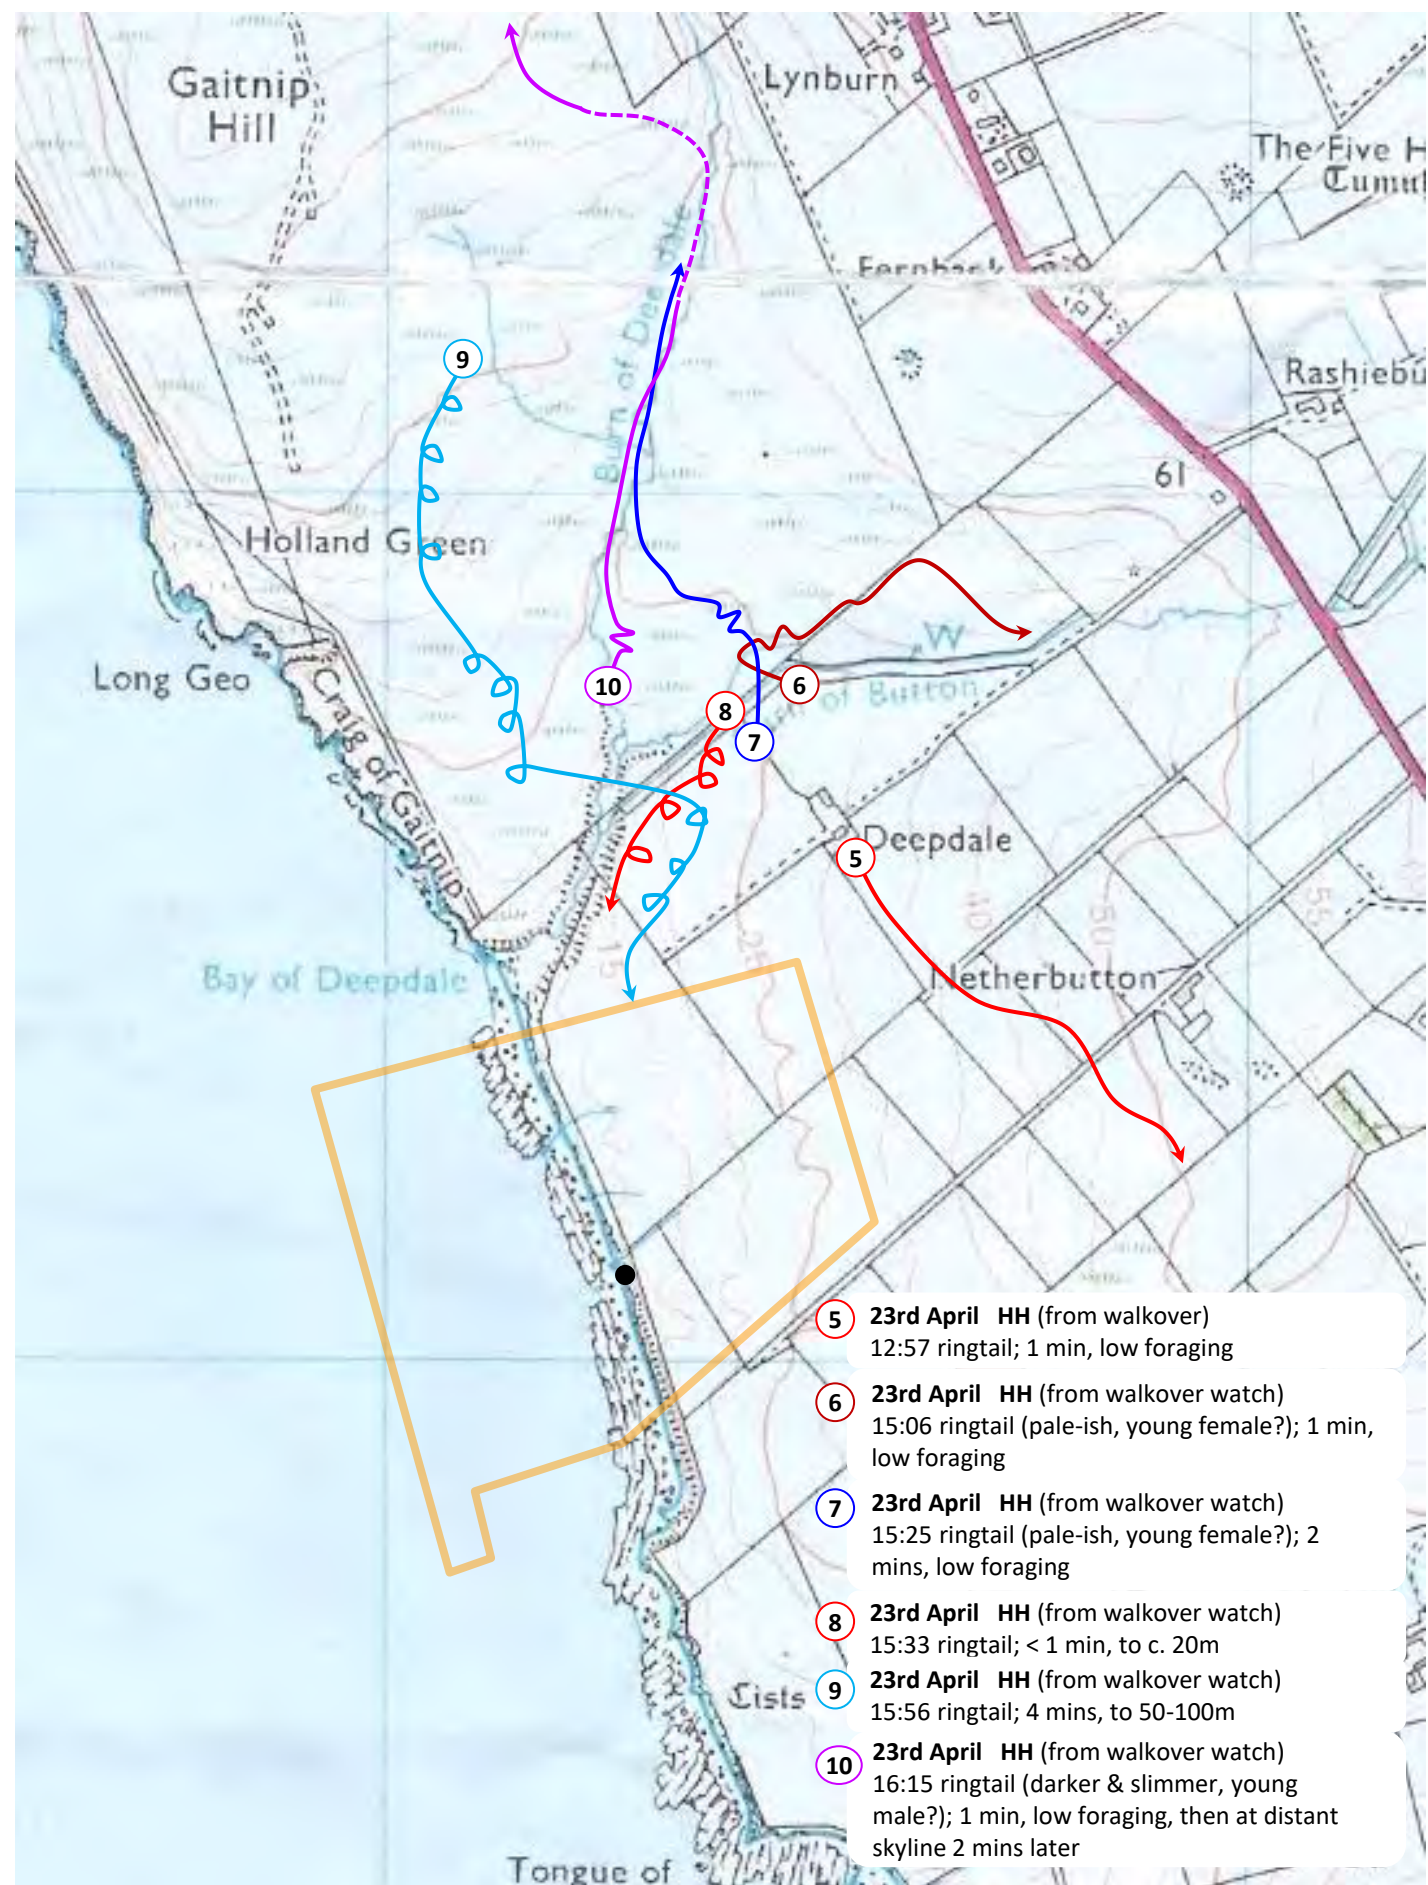 Gaitnip
Hill
Lynburn
The Five H
Tumul
Fernback
Burn of Deepdale
9
Rashiebu
61
Holland Green
W
Long Geo
Craig of Gaitnip
10
6
8
of Button
7
Deepdale
5
40
50
55
15
25
Netherbutton
Bay of Deepdale
5
23rd April HH (from walkover)
12:57 ringtail; 1 min, low foraging
6
23rd April HH (from walkover watch)
15:06 ringtail (pale-ish, young female?); 1 min,
low foraging
7
23rd April HH (from walkover watch)
15:25 ringtail (pale-ish, young female?); 2
mins, low foraging
8
23rd April HH (from walkover watch)
15:33 ringtail; < 1 min, to c. 20m
9
23rd April HH (from walkover watch)
15:56 ringtail; 4 mins, to 50-100m
Cists
10
23rd April HH (from walkover watch)
16:15 ringtail (darker & slimmer, young
male?); 1 min, low foraging, then at distant
skyline 2 mins later
Tongue of